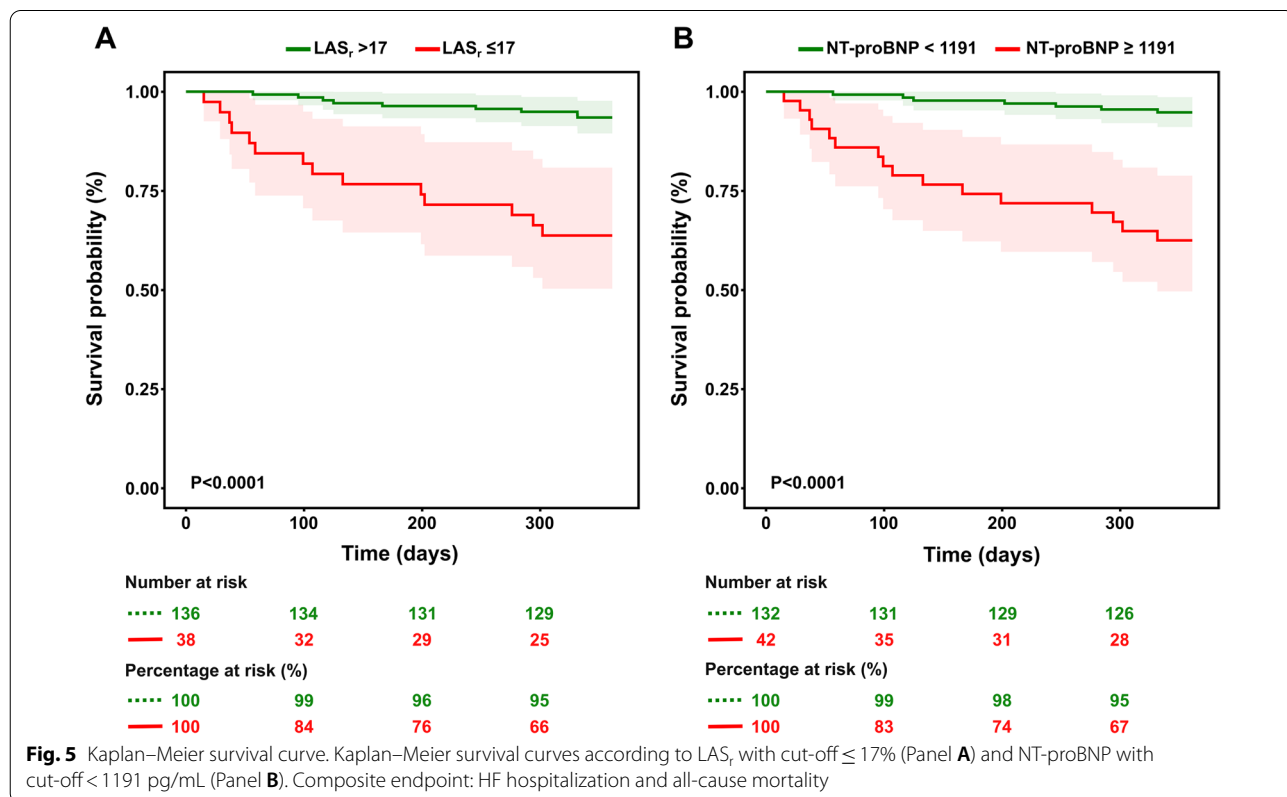 A
LASr >17 LASr ≤17
Survival probability (%)
1.00
0.75
0.50
0.25
0.00
P<0.0001
0 100 200 300
Time (days)
Number at risk
136 134 131 129
38 32 29 25
Percentage at risk (%)
100 99 96 95
100 84 76 66
B
NT-proBNP < 1191 NT-proBNP ≥ 1191
Survival probability (%)
1.00
0.75
0.50
0.25
0.00
P<0.0001
0 100 200 300
Time (days)
Number at risk
132 131 129 126
42 35 31 28
Percentage at risk (%)
100 99 98 95
100 83 74 67
Fig. 5 Kaplan–Meier survival curve. Kaplan–Meier survival curves according to LASr with cut-off ≤ 17% (Panel A) and NT-proBNP with
cut-off < 1191 pg/mL (Panel B). Composite endpoint: HF hospitalization and all-cause mortality